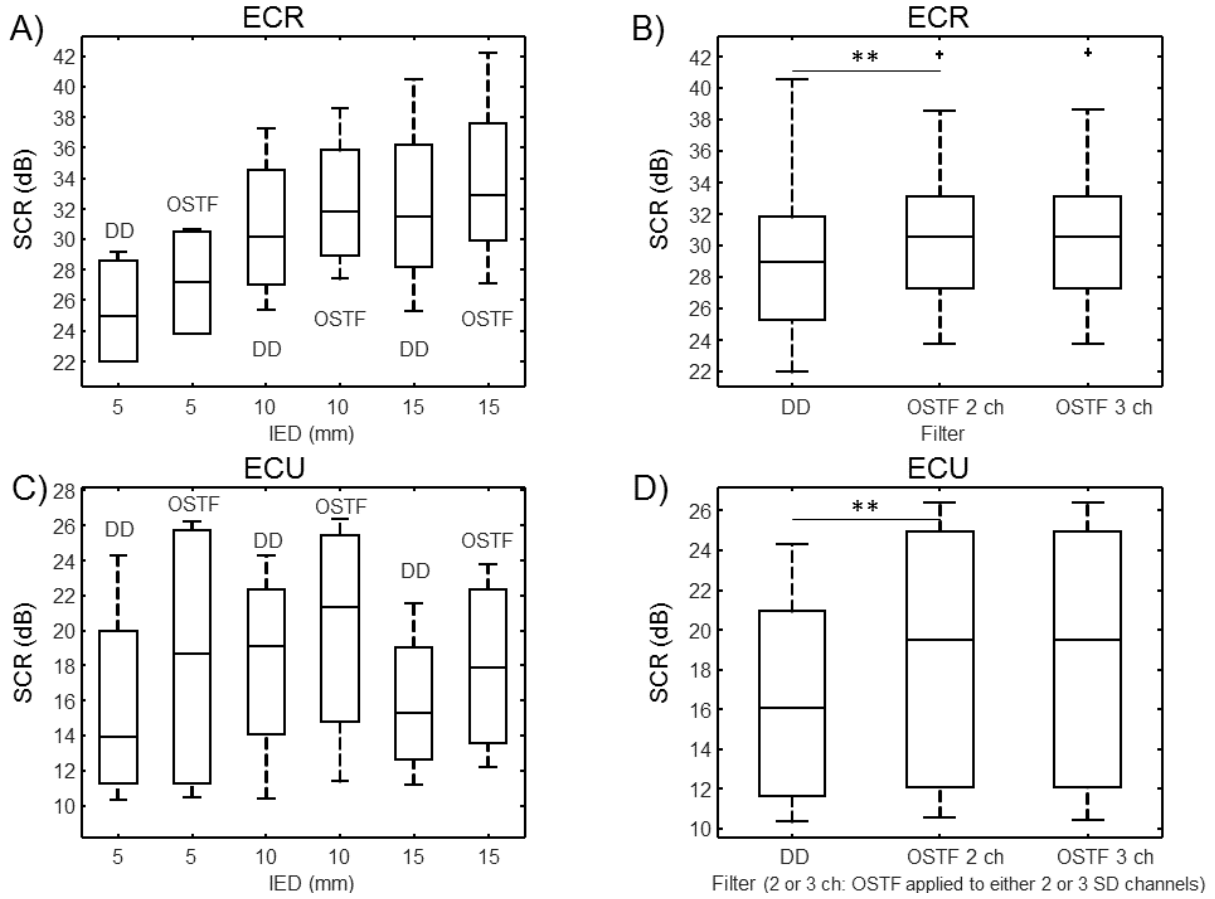 A)
ECR
SCR (dB)
42
40
38
36
34
32
30
28
26
24
22
DD
OSTF
DD
OSTF
DD
OSTF
5
5
10
10
15
15
IED (mm)
B)
ECR
SCR (dB)
42
40
38
36
34
32
30
28
26
24
22
**
DD
OSTF 2 ch
OSTF 3 ch
Filter
C)
ECU
SCR (dB)
28
26
24
22
20
18
16
14
12
10
DD
OSTF
DD
OSTF
DD
OSTF
5
5
10
10
15
15
IED (mm)
D)
ECU
SCR (dB)
26
24
22
20
18
16
14
12
10
**
DD
OSTF 2 ch
OSTF 3 ch
Filter (2 or 3 ch: OSTF applied to either 2 or 3 SD channels)